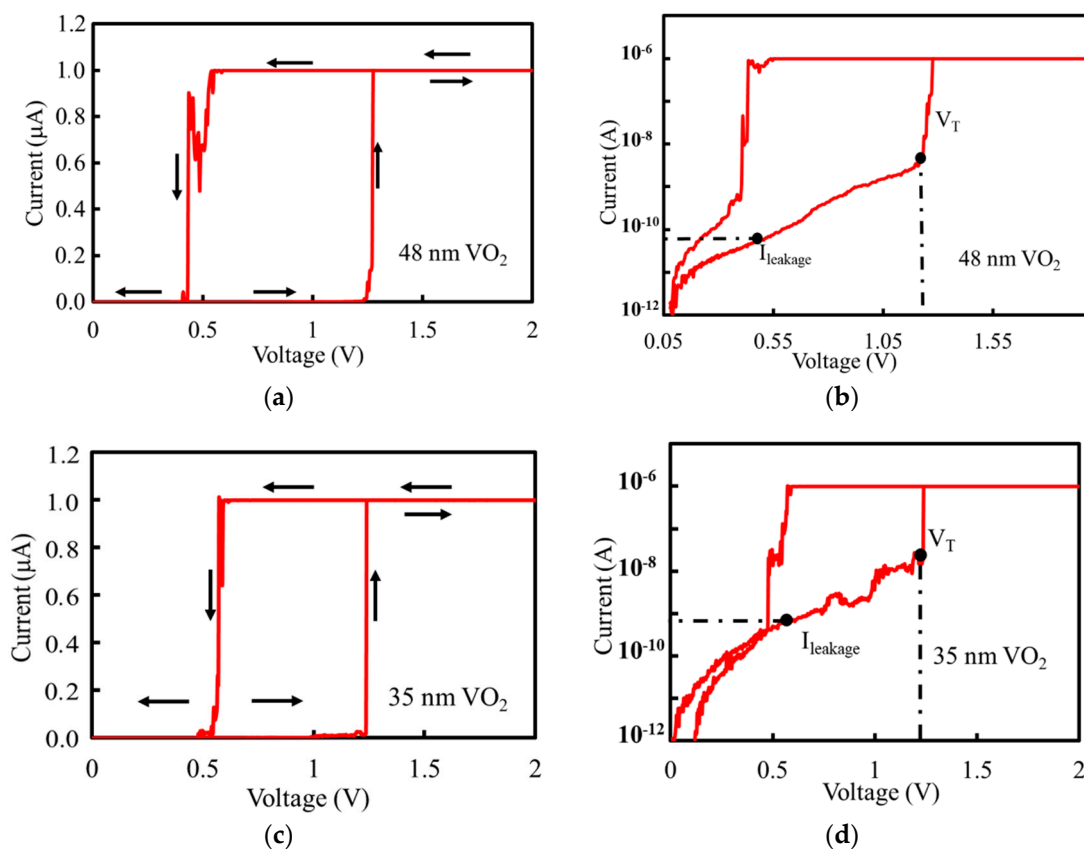 1.2
1.0
0.8
0.6
0.4
0.2
0.0
Current (µA)
48 nm VO2
0 0.5 1 1.5 2
Voltage (V)
(a)
10-6
10-8
10-10
10-12
Current (A)
VT
Ileakage
48 nm VO2
0.05 0.55 1.05 1.55
Voltage (V)
(b)
1.2
1.0
0.8
0.6
0.4
0.2
0.0
Current (µA)
35 nm VO2
0 0.5 1 1.5 2
Voltage (V)
(c)
10-6
10-8
10-10
10-12
Current (A)
VT
Ileakage
35 nm VO2
0 0.5 1 1.5 2
Voltage (V)
(d)